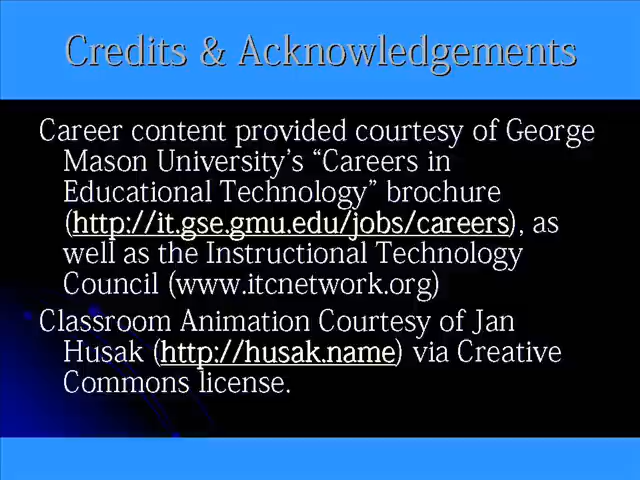 Credits & Acknowledgements
Career content provided courtesy of George
Mason University’s “Careers in
Educational Technology” brochure
(http://it.gse.gmu.edu/jobs/careers), as
well as the Instructional Technology
Council (www.itcnetwork.org)
Classroom Animation Courtesy of Jan
Husak (http://husak.name) via Creative
Commons license.